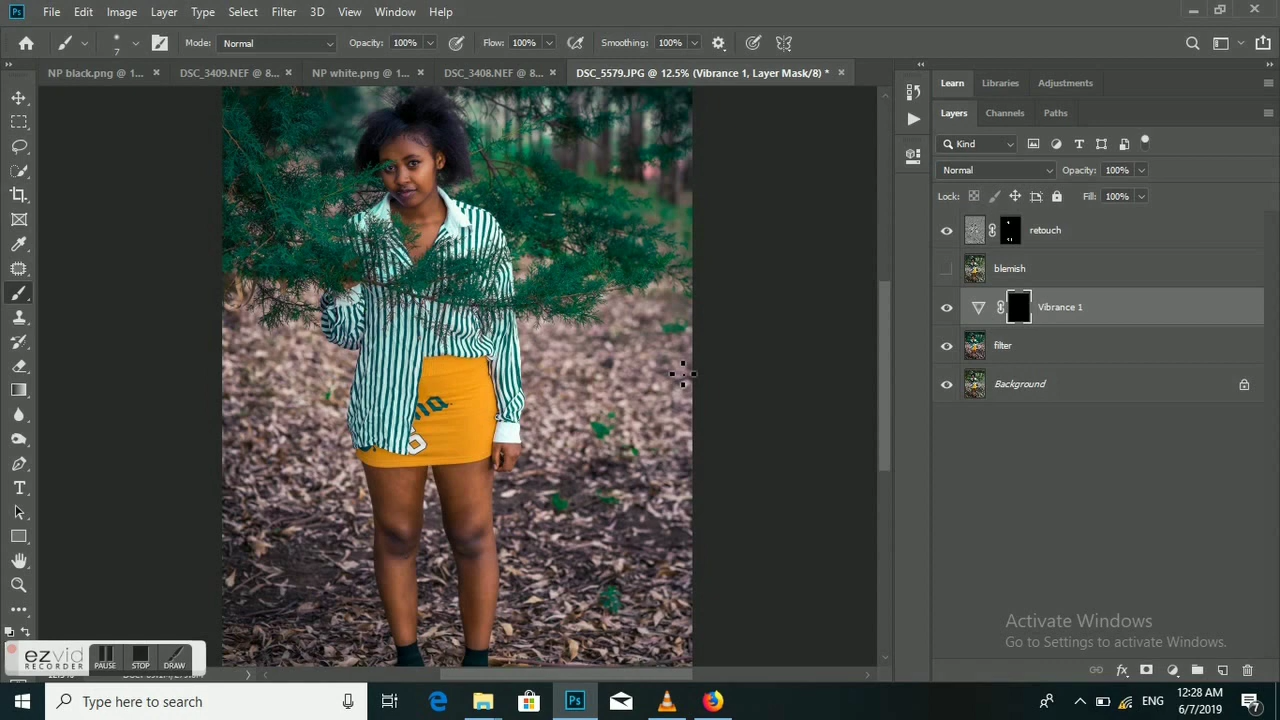 Ps File Edit Image Layer Type Select Filter 3D View Window Help
7 Mode: Normal Opacity: 100% Flow: 100% Smoothing: 100%
NP black.png @ 1... × DSC_3409.NEF @ 8... × NP white.png @ 1... × DSC_3408.NEF @ 8... × DSC_5579.JPG @ 12.5% (Vibrance 1, Layer Mask/8) * ×
Learn Libraries Adjustments
Layers Channels Paths
Kind
Normal Opacity: 100%
Lock: Fill: 100%
retouch
blemish
Vibrance 1
filter
Background
Activate Windows
Go to Settings to activate Windows.
ezvid
RECORDER
PAUSE STOP DRAW
Type here to search
Ps
ENG
12:28 AM
6/7/2019
7